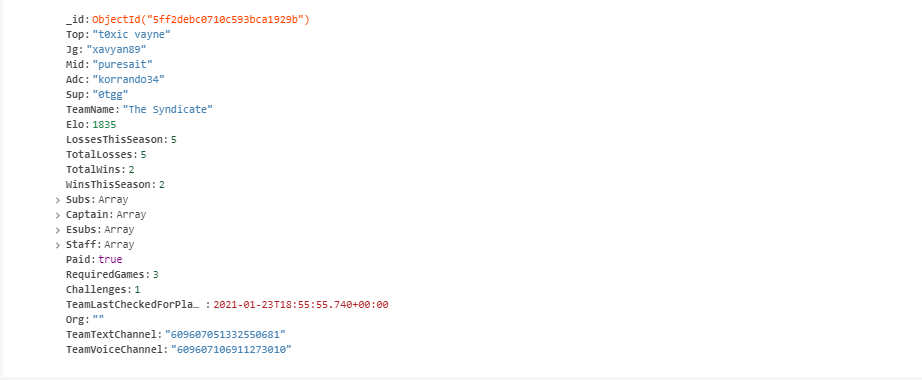 _id: ObjectId("5ff2debc0710c593bca1929b")
Top: "t0xic vayne"
Jg: "xavyan89"
Mid: "puresait"
Adc: "korrando34"
Sup: "0tgg"
TeamName: "The Syndicate"
Elo: 1835
LossesThisSeason: 5
TotalLosses: 5
TotalWins: 2
WinsThisSeason: 2
> Subs: Array
> Captain: Array
> Esubs: Array
> Staff: Array
Paid: true
RequiredGames: 3
Challenges: 1
TeamLastCheckedForPla… : 2021-01-23T18:55:55.740+00:00
Org: ""
TeamTextChannel: "609607051332550681"
TeamVoiceChannel: "609607106911273010"